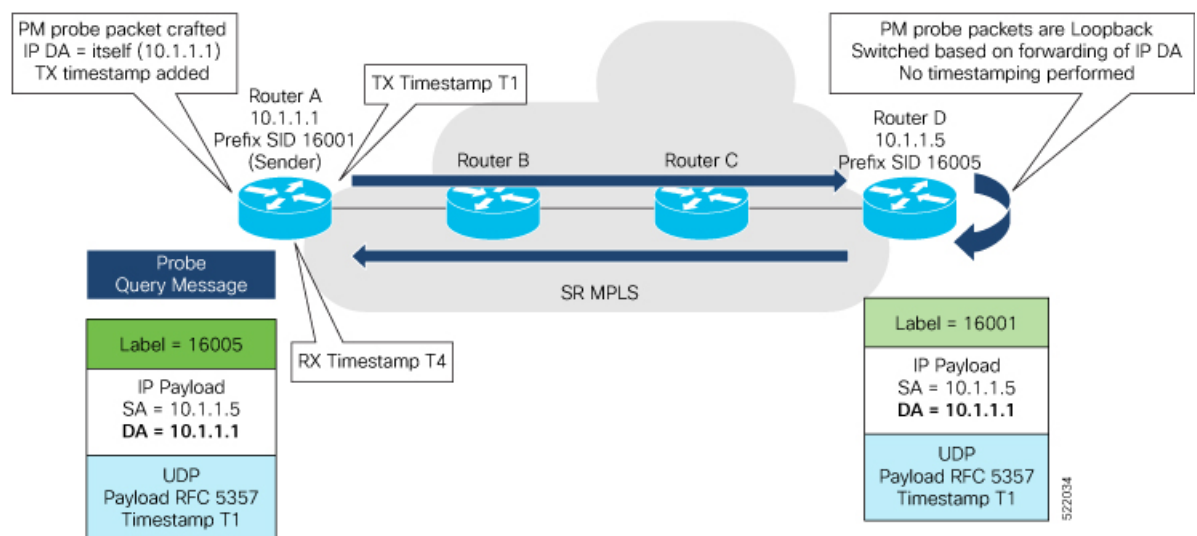 PM probe packet crafted
IP DA = itself (10.1.1.1)
TX timestamp added
Router A
10.1.1.1
Prefix SID 16001
(Sender)
TX Timestamp T1
Router B
Router C
PM probe packets are Loopback
Switched based on forwarding of IP DA
No timestamping performed
Router D
10.1.1.5
Prefix SID 16005
Probe
Query Message
SR MPLS
Label = 16005
IP Payload
SA = 10.1.1.5
DA = 10.1.1.1
UDP
Payload RFC 5357
Timestamp T1
RX Timestamp T4
Label = 16001
IP Payload
SA = 10.1.1.5
DA = 10.1.1.1
UDP
Payload RFC 5357
Timestamp T1
522034